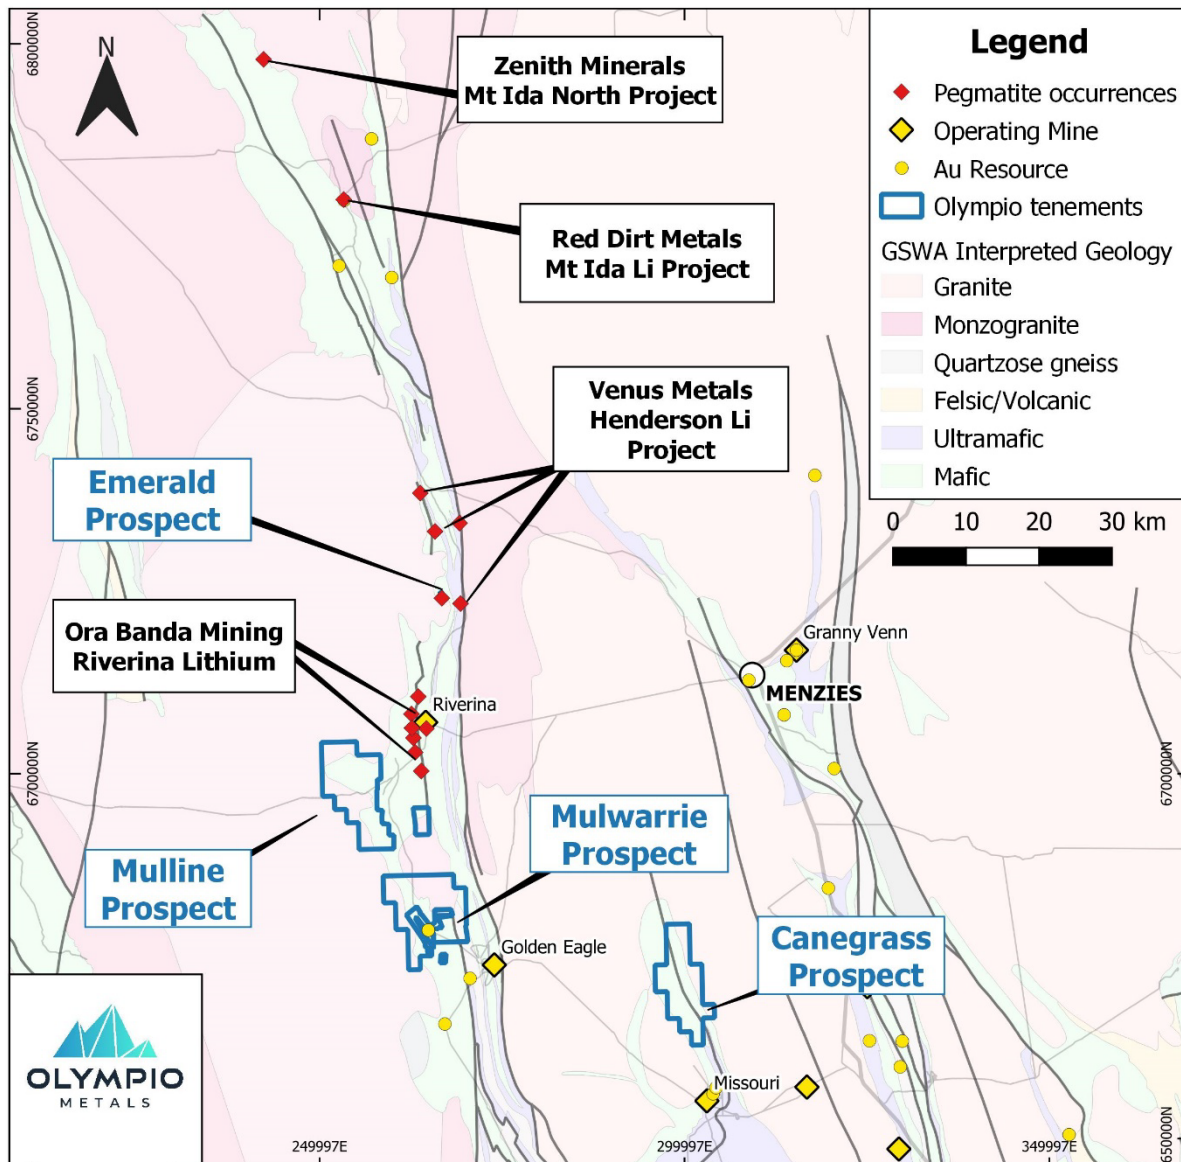 N
6800000N
6750000N
6700000N
Zenith Minerals
Mt Ida North Project
Red Dirt Metals
Mt Ida Li Project
Venus Metals
Henderson Li
Project
Emerald
Prospect
Ora Banda Mining
Riverina Lithium
Riverina
Granny Venn
MENZIES
Mulline
Prospect
Mulwarrie
Prospect
Golden Eagle
Canegrass
Prospect
Missouri
Legend
Pegmatite occurrences
Operating Mine
Au Resource
Olympio tenements
GSWA Interpreted Geology
Granite
Monzogranite
Quartzose gneiss
Felsic/Volcanic
Ultramafic
Mafic
0 10 20 30 km
6700000N
OLYMPIO
METALS
249997E
299997E
349997E